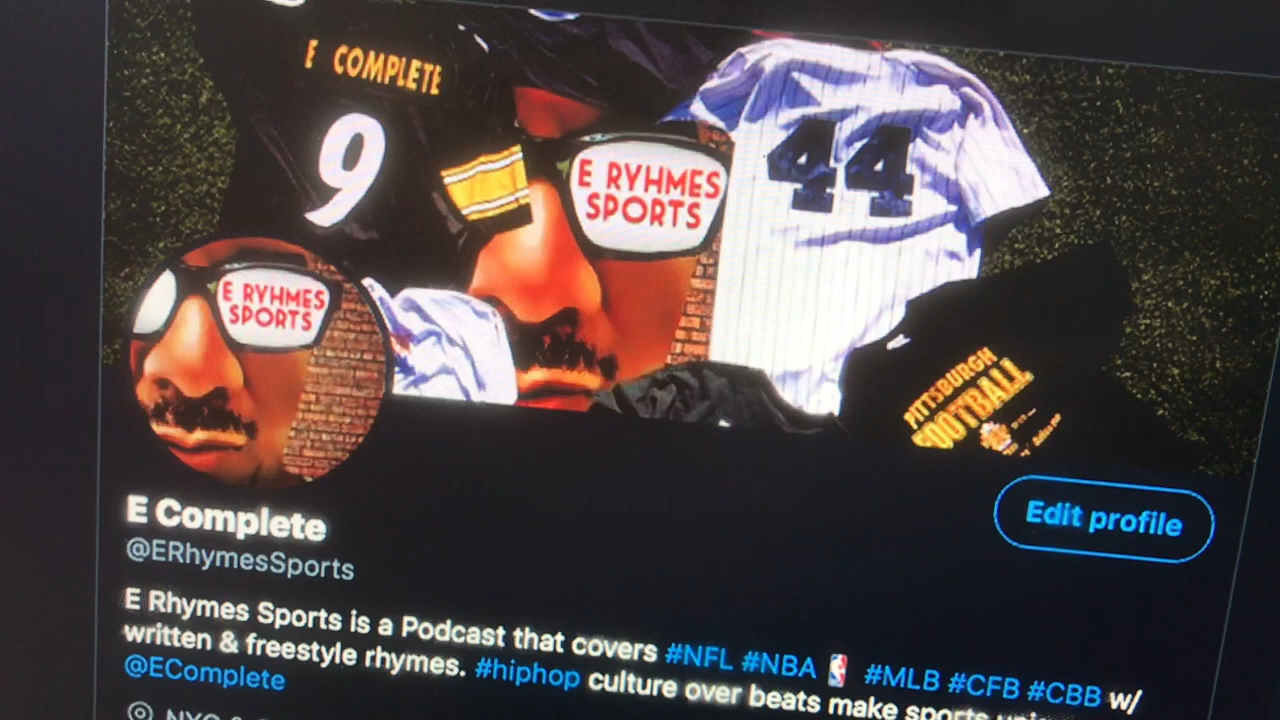 E COMPLETE
9
44
E RYHMES
SPORTS
E RYHMES
SPORTS
PITTSBURGH
FOOTBALL
Edit profile
E Complete
@ERhymesSports
E Rhymes Sports is a Podcast that covers #NFL #NBA #MLB #CFB #CBB w/
written & freestyle rhymes. #hiphop culture over beats make sports
@EComplete
NYC